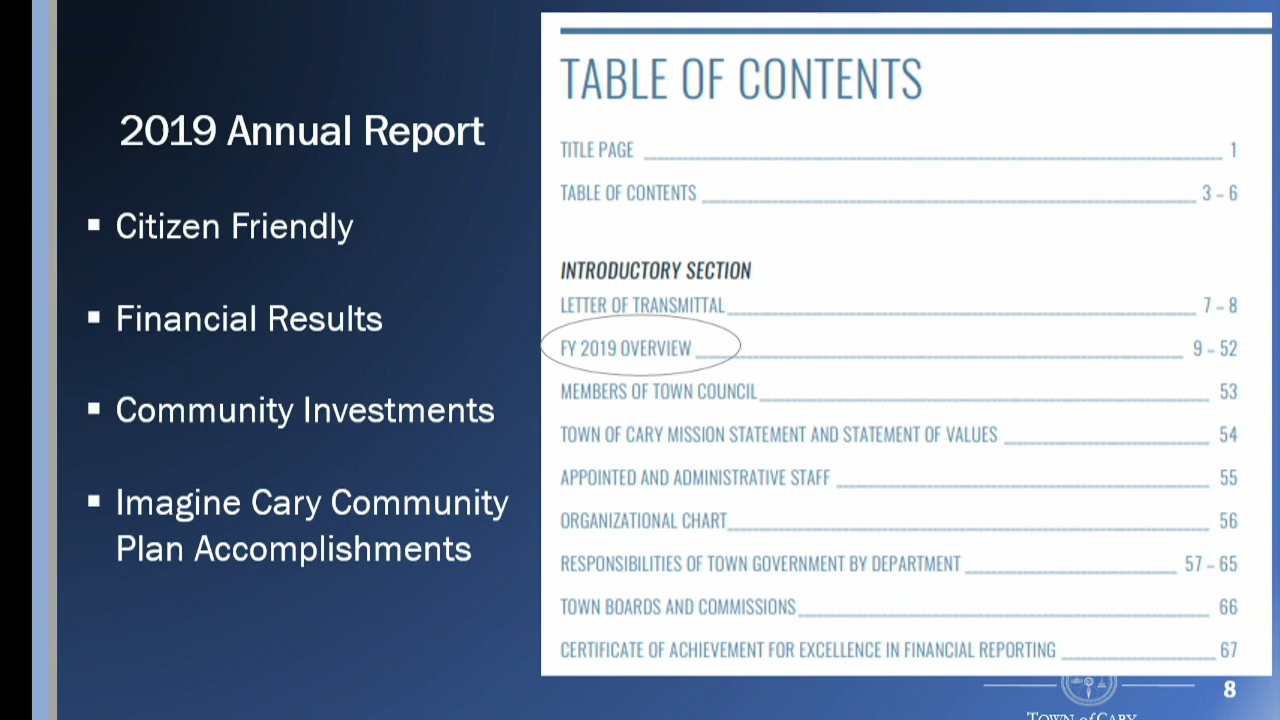 2019 Annual Report
▪ Citizen Friendly
▪ Financial Results
▪ Community Investments
▪ Imagine Cary Community
Plan Accomplishments
TABLE OF CONTENTS
TITLE PAGE 1
TABLE OF CONTENTS 3 – 6
INTRODUCTORY SECTION
LETTER OF TRANSMITTAL 7 – 8
FY 2019 OVERVIEW 9 – 52
MEMBERS OF TOWN COUNCIL 53
TOWN OF CARY MISSION STATEMENT AND STATEMENT OF VALUES 54
APPOINTED AND ADMINISTRATIVE STAFF 55
ORGANIZATIONAL CHART 56
RESPONSIBILITIES OF TOWN GOVERNMENT BY DEPARTMENT 57 – 65
TOWN BOARDS AND COMMISSIONS 66
CERTIFICATE OF ACHIEVEMENT FOR EXCELLENCE IN FINANCIAL REPORTING 67
8
TOWN of CARY